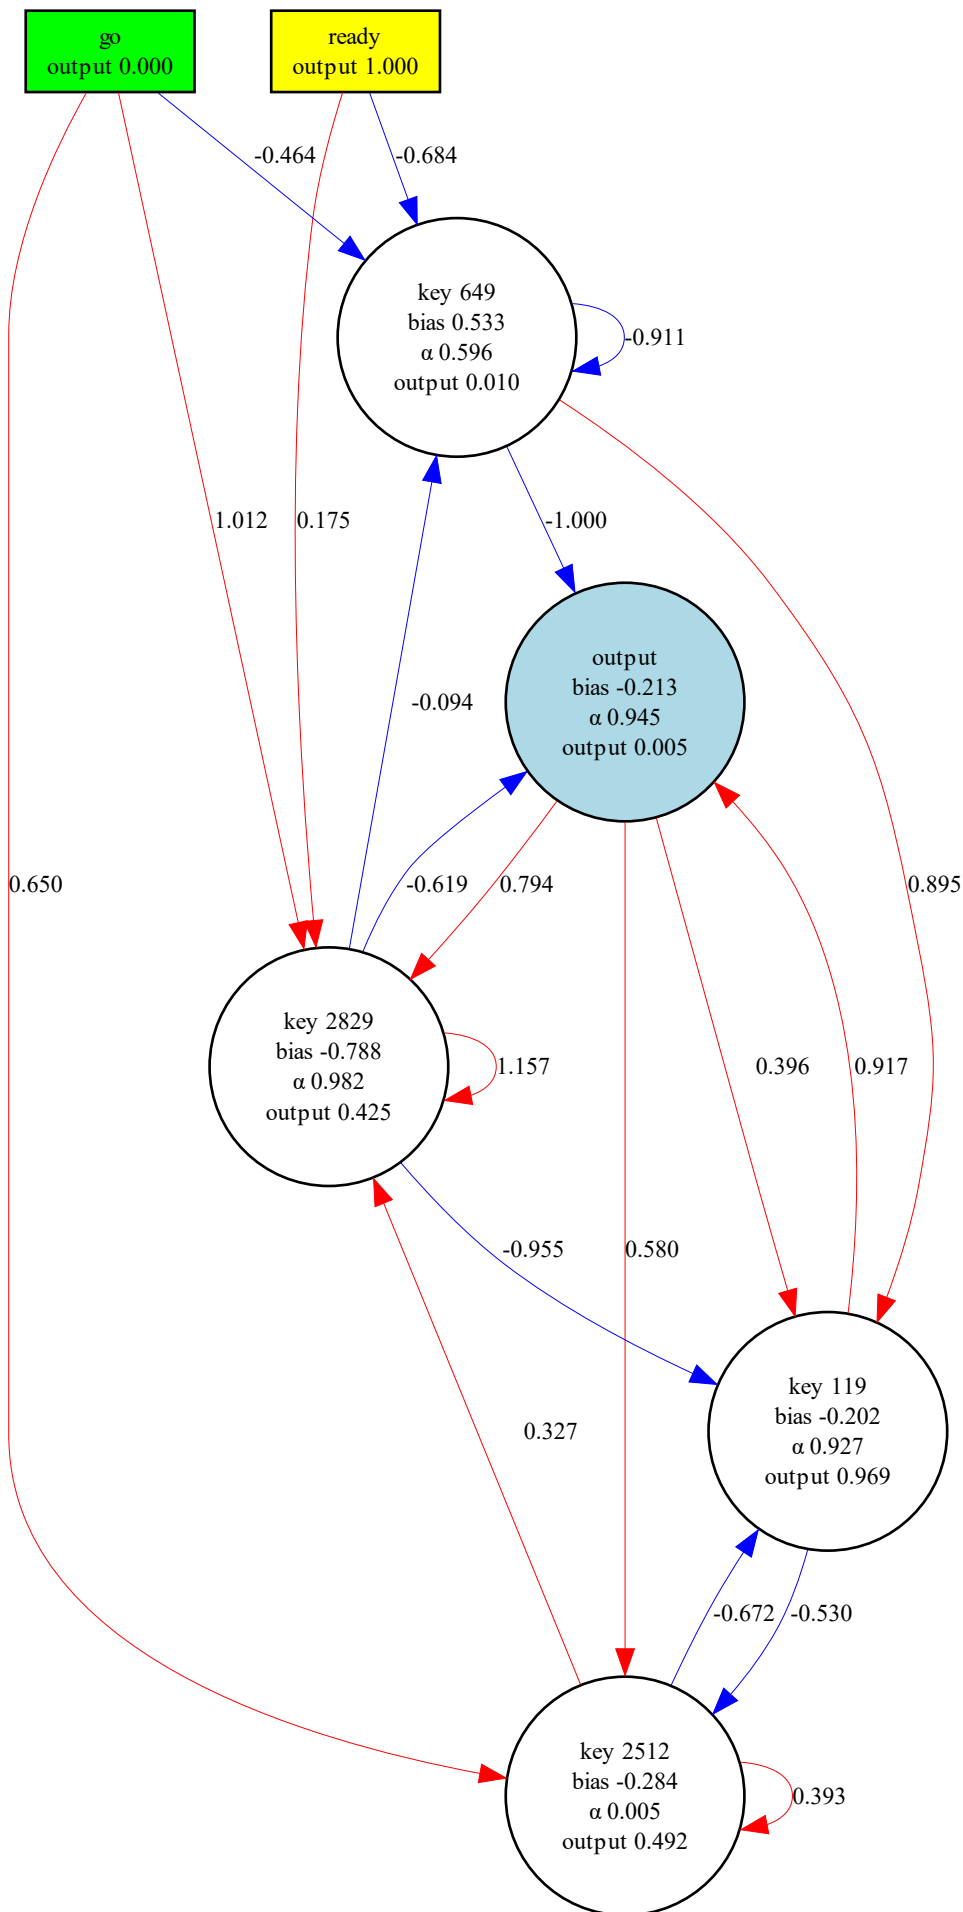 go
output 0.000
ready
output 1.000
-0.464
-0.684
key 649
bias 0.533
α 0.596
output 0.010
-0.911
1.012
0.175
-1.000
output
bias -0.213
α 0.945
output 0.005
-0.094
0.650
-0.619
0.794
0.895
key 2829
bias -0.788
α 0.982
output 0.425
1.157
0.396
0.917
-0.955
0.580
key 119
bias -0.202
α 0.927
output 0.969
0.327
-0.672
-0.530
key 2512
bias -0.284
α 0.005
output 0.492
0.393